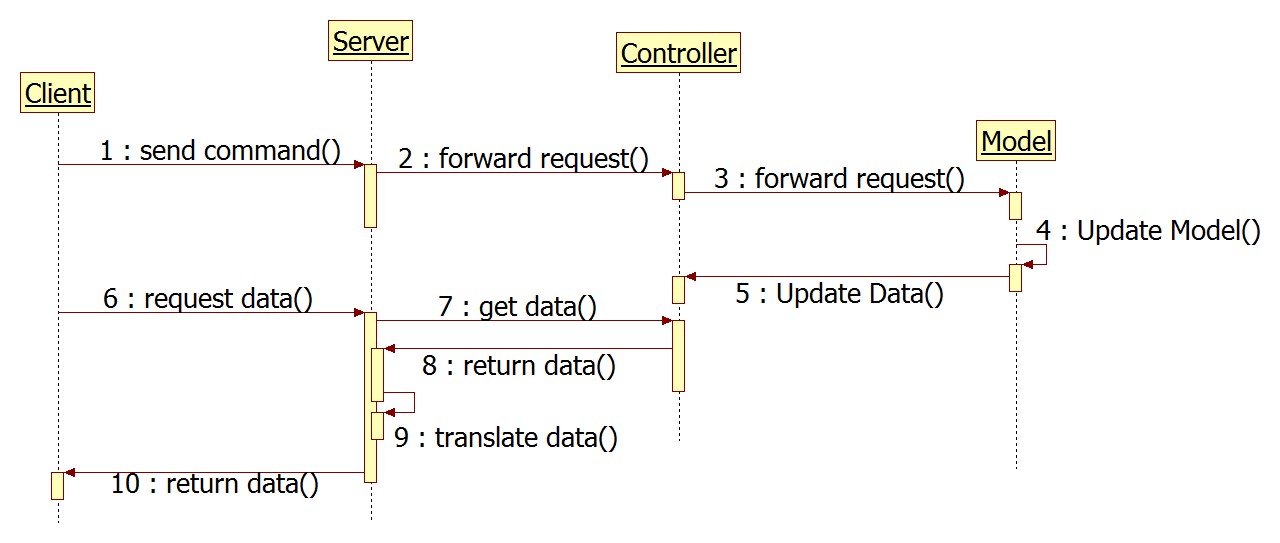 Server
Controller
Client
Model
1 : send command()
2 : forward request()
3 : forward request()
4 : Update Model()
5 : Update Data()
6 : request data()
7 : get data()
8 : return data()
9 : translate data()
10 : return data()